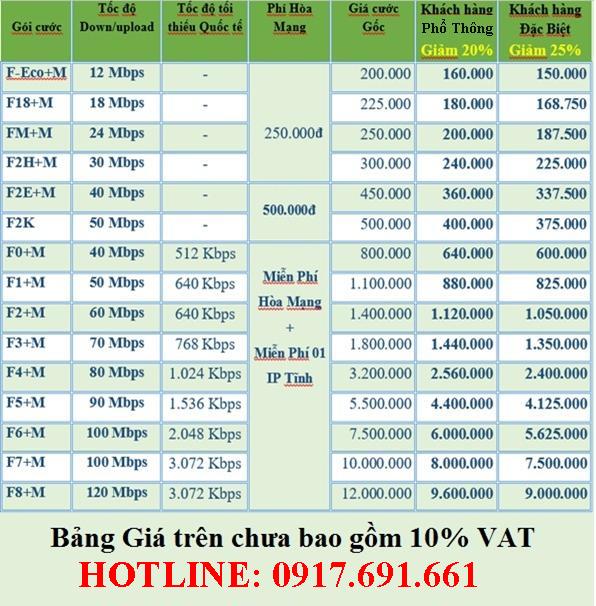 Gói cước | Tốc độ Down/upload | Tốc độ tối thiểu Quốc tế | Phí Hòa Mạng | Giá cước Gốc | Khách hàng Phổ Thông Giảm 20% | Khách hàng Đặc Biệt Giảm 25%
F-Eco+M | 12 Mbps | - | 250.000đ | 200.000 | 160.000 | 150.000
F18+M | 18 Mbps | - | 225.000 | 180.000 | 168.750
FM+M | 24 Mbps | - | 250.000 | 200.000 | 187.500
F2H+M | 30 Mbps | - | 300.000 | 240.000 | 225.000
F2E+M | 40 Mbps | - | 500.000đ | 450.000 | 360.000 | 337.500
F2K | 50 Mbps | - | 500.000 | 400.000 | 375.000
F0+M | 40 Mbps | 512 Kbps | Miễn Phí Hòa Mạng + Miễn Phí 01 IP Tĩnh | 800.000 | 640.000 | 600.000
F1+M | 50 Mbps | 640 Kbps | 1.100.000 | 880.000 | 825.000
F2+M | 60 Mbps | 640 Kbps | 1.400.000 | 1.120.000 | 1.050.000
F3+M | 70 Mbps | 768 Kbps | 1.800.000 | 1.440.000 | 1.350.000
F4+M | 80 Mbps | 1.024 Kbps | 3.200.000 | 2.560.000 | 2.400.000
F5+M | 90 Mbps | 1.536 Kbps | 5.500.000 | 4.400.000 | 4.125.000
F6+M | 100 Mbps | 2.048 Kbps | 7.500.000 | 6.000.000 | 5.625.000
F7+M | 100 Mbps | 3.072 Kbps | 10.000.000 | 8.000.000 | 7.500.000
F8+M | 120 Mbps | 3.072 Kbps | 12.000.000 | 9.600.000 | 9.000.000
Bảng Giá trên chưa bao gồm 10% VAT
HOTLINE: 0917.691.661